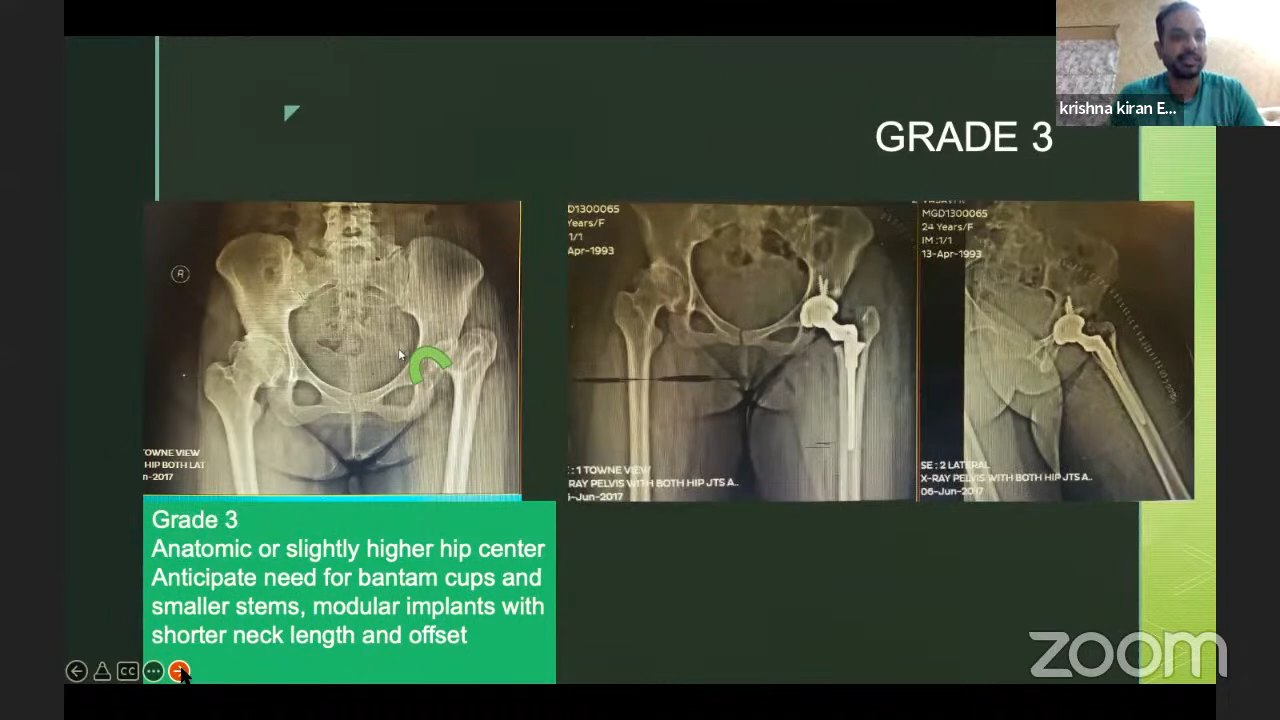 krishna kiran E...
GRADE 3
R
TOWNE VIEW
HIP BOTH LAT
n-2017
D1300065
Years/F
1/1
Apr-1993
: 1 TOWNE VIEW
RAY PELVIS WITH BOTH HIP JTS A..
-Jun-2017
MGD1300065
24 Years/F
IM :1/1
13-Apr-1993
SE : 2 LATERAL
X-RAY PELVIS WITH BOTH HIP JTS A..
06-Jun-2017
Grade 3
Anatomic or slightly higher hip center
Anticipate need for bantam cups and
smaller stems, modular implants with
shorter neck length and offset
CC
zoom